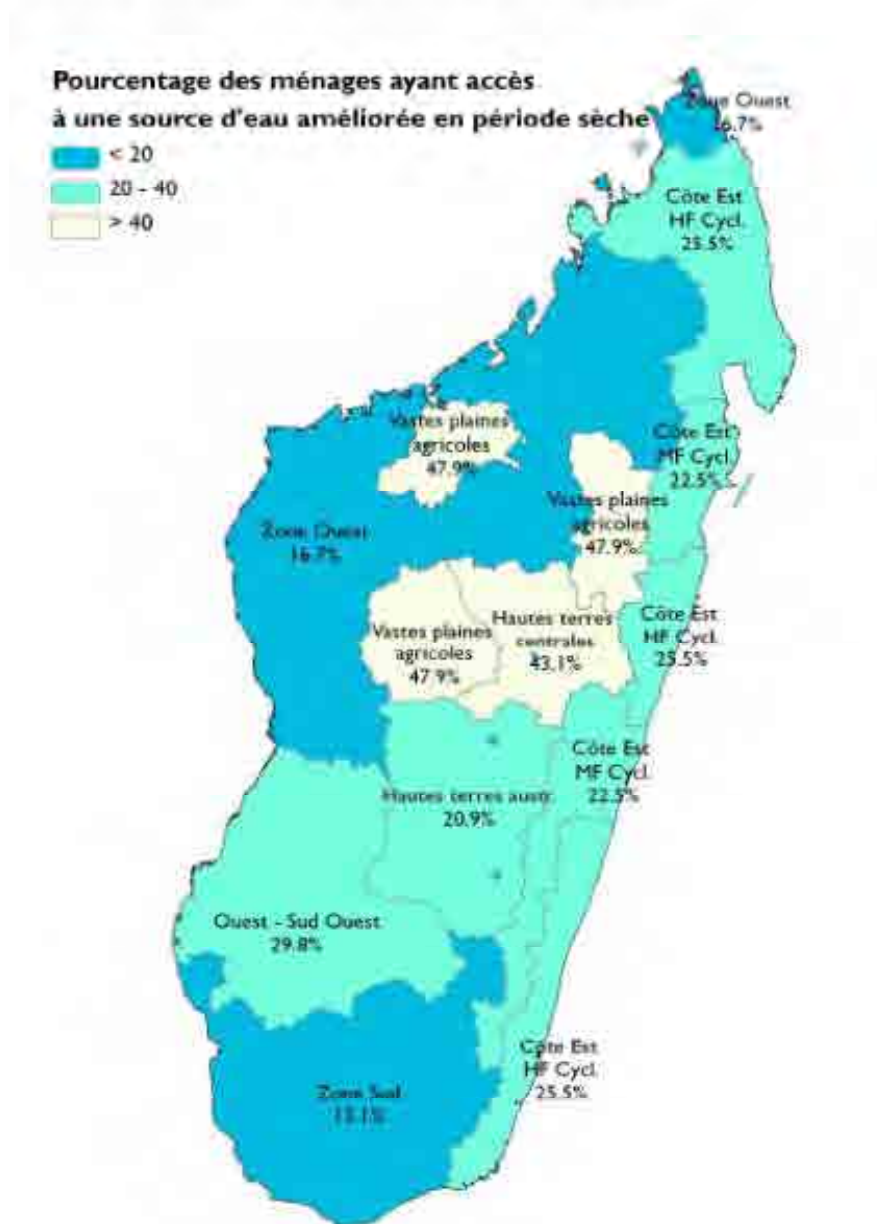 Pourcentage des ménages ayant accès
à une source d'eau améliorée en période sèche
< 20
20 - 40
> 40
Zone Ouest
6.7%
Côte Est
HF Cycl.
25.5%
Vastes plaines
agricoles
47.9%
Côte Est
MF Cycl.
22.5%
Zone Ouest
16.7%
Vastes plaines
agricoles
47.9%
Vastes plaines
agricoles
47.9%
Hautes terres
centrales
43.1%
Côte Est
HF Cycl.
25.5%
Côte Est
MF Cycl.
22.5%
Hautes terres austr.
20.9%
Ouest - Sud Ouest
29.8%
Côte Est
HF Cycl.
25.5%
Zone Sud